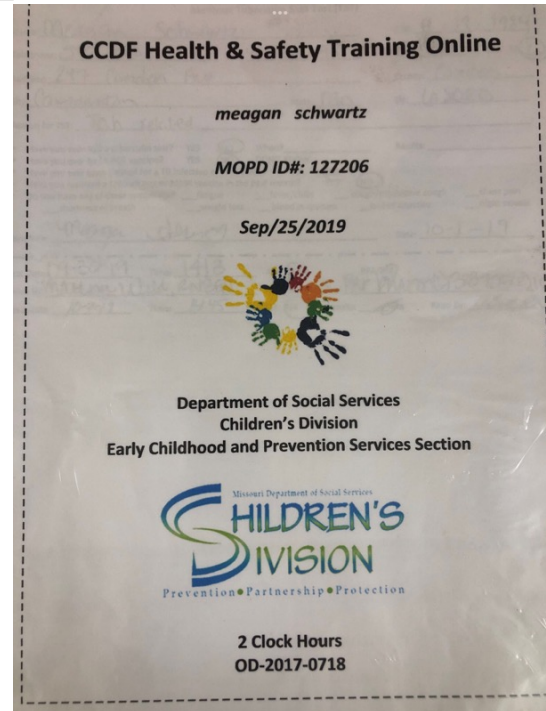 CCDF Health & Safety Training Online
meagan schwartz
MOPD ID#: 127206
Sep/25/2019
Department of Social Services
Children's Division
Early Childhood and Prevention Services Section
Missouri Department of Social Services
CHILDREN'S
DIVISION
Prevention●Partnership●Protection
2 Clock Hours
OD-2017-0718